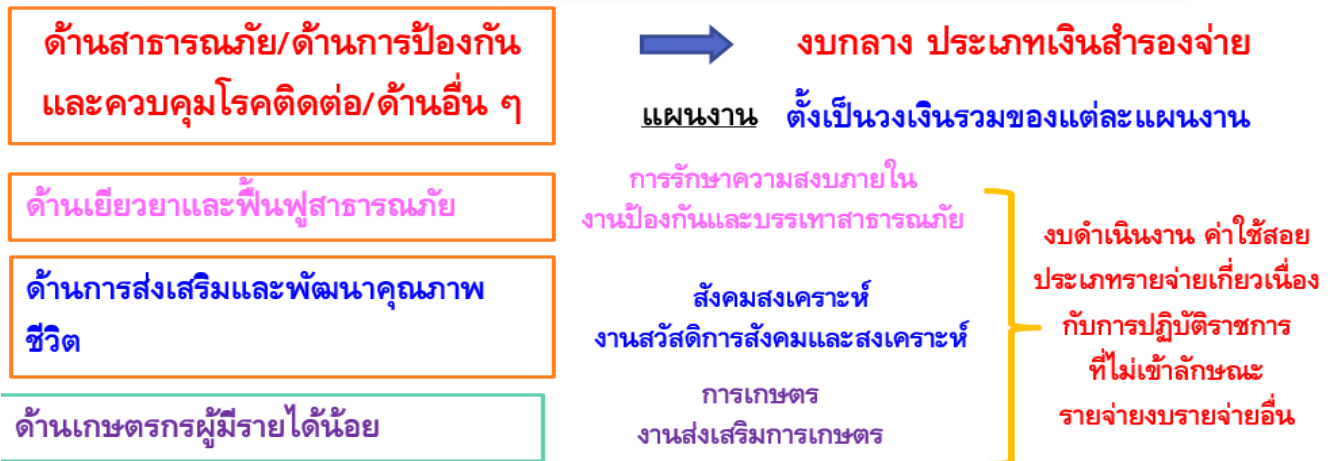 ด้านสาธารณภัย/ด้านการป้องกัน
และควบคุมโรคติดต่อ/ด้านอื่น ๆ
งบกลาง ประเภทเงินสำรองจ่าย
แผนงาน ตั้งเป็นวงเงินรวมของแต่ละแผนงาน
ด้านเยียวยาและฟื้นฟูสาธารณภัย
การรักษาความสงบภายใน
งานป้องกันและบรรเทาสาธารณภัย
ด้านการส่งเสริมและพัฒนาคุณภาพ
ชีวิต
สังคมสงเคราะห์
งานสวัสดิการสังคมและสงเคราะห์
ด้านเกษตรกรผู้มีรายได้น้อย
การเกษตร
งานส่งเสริมการเกษตร
งบดำเนินงาน ค่าใช้สอย
ประเภทรายจ่ายเกี่ยวเนื่อง
กับการปฏิบัติราชการ
ที่ไม่เข้าลักษณะ
รายจ่ายงบรายจ่ายอื่น